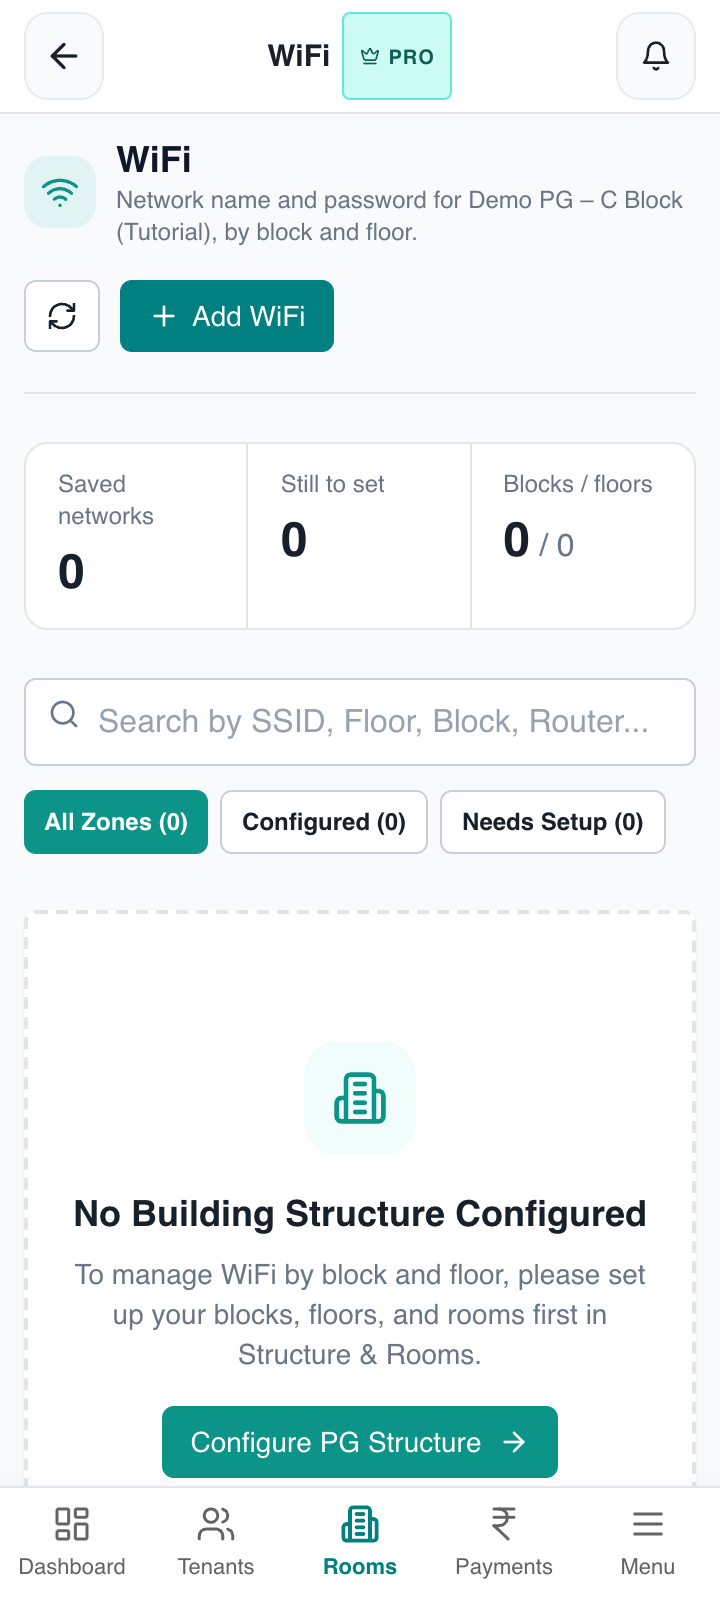 WiFi
PRO
WiFi
Network name and password for Demo PG – C Block
(Tutorial), by block and floor.
Add WiFi
Saved
networks
0
Still to set
0
Blocks / floors
0 / 0
Search by SSID, Floor, Block, Router...
All Zones (0)
Configured (0)
Needs Setup (0)
No Building Structure Configured
To manage WiFi by block and floor, please set
up your blocks, floors, and rooms first in
Structure & Rooms.
Configure PG Structure
Dashboard
Tenants
Rooms
Payments
Menu